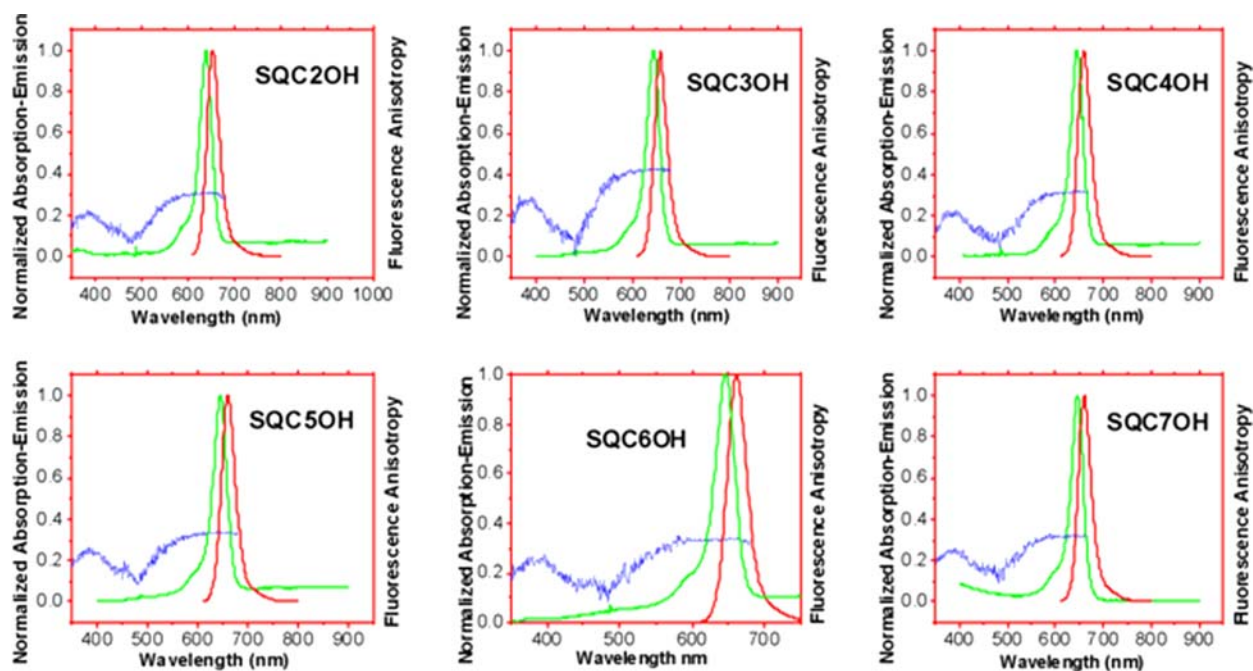 Normalized Absorption-Emission
1.0
0.8
0.6
0.4
0.2
0.0
SQC2OH
400 500 600 700 800 900 1000
Wavelength (nm)
Fluorescence Anisotropy
Normalized Absorption-Emission
1.0
0.8
0.6
0.4
0.2
0.0
SQC3OH
400 500 600 700 800 900
Wavelength (nm)
Fluorescence Anisotropy
Normalized Absorption-Emission
1.0
0.8
0.6
0.4
0.2
0.0
SQC4OH
400 500 600 700 800 900
Wavelength (nm)
Fluorescence Anisotropy
Normalized Absorption-Emission
1.0
0.8
0.6
0.4
0.2
0.0
SQC5OH
400 500 600 700 800 900
Wavelength (nm)
Fluorescence Anisotropy
Normalized Absorption-Emission
1.0
0.8
0.6
0.4
0.2
0.0
SQC6OH
400 500 600 700
Wavelength nm
Fluorescence Anisotropy
Normalized Absorption-Emission
1.0
0.8
0.6
0.4
0.2
0.0
SQC7OH
400 500 600 700 800 900
Wavelength (nm)
Fluorescence Anisotropy